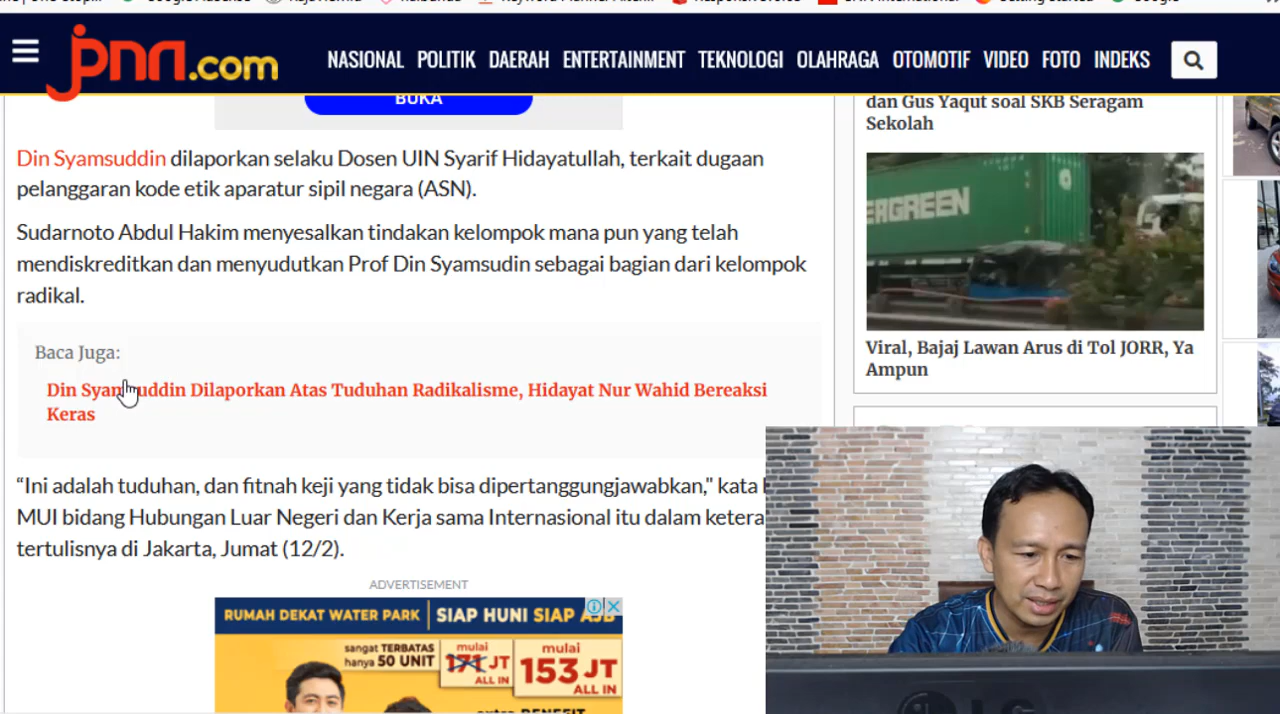 jpnn.com
NASIONAL POLITIK DAERAH ENTERTAINMENT TEKNOLOGI OLAHRAGA OTOMOTIF VIDEO FOTO INDEKS
BUKA
Din Syamsuddin dilaporkan selaku Dosen UIN Syarif Hidayatullah, terkait dugaan
pelanggaran kode etik aparatur sipil negara (ASN).
Sudarnoto Abdul Hakim menyesalkan tindakan kelompok mana pun yang telah
mendiskreditkan dan menyudutkan Prof Din Syamsudin sebagai bagian dari kelompok
radikal.
Baca Juga:
Din Syamsuddin Dilaporkan Atas Tuduhan Radikalisme, Hidayat Nur Wahid Bereaksi
Keras
“Ini adalah tuduhan, dan fitnah keji yang tidak bisa dipertanggungjawabkan," kata
MUI bidang Hubungan Luar Negeri dan Kerja sama Internasional itu dalam
tertulisnya di Jakarta, Jumat (12/2).
ADVERTISEMENT
RUMAH DEKAT WATER PARK SIAP HUNI SIAP AJB
sangat TERBATAS
hanya 50 UNIT
mulai
171 JT
ALL IN
mulai
153 JT
ALL IN
dan Gus Yaqut soal SKB Seragam
Sekolah
ERGREEN
Viral, Bajaj Lawan Arus di Tol JORR, Ya
Ampun
LG